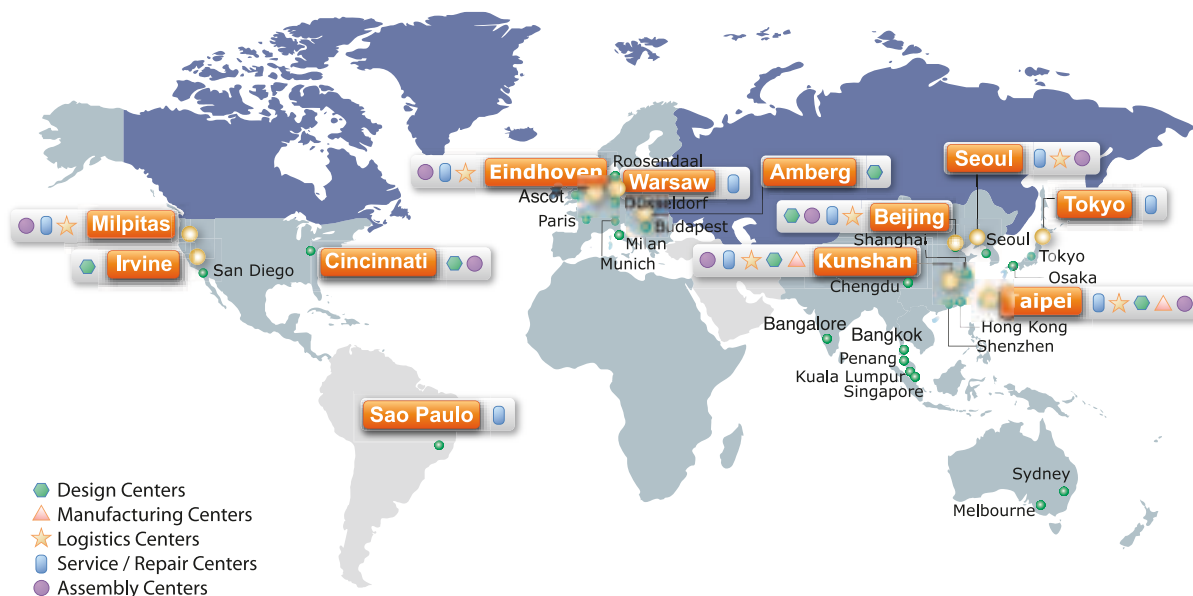 Seoul
Roosendaal
Eindhoven
Warsaw
Amberg
Ascot
Düsseldorf
Beijing
Tokyo
Milpitas
Paris
Budapest
Shanghai
Seoul
Milan
Irvine
San Diego
Cincinnati
Munich
Kunshan
Tokyo
Osaka
Chengdu
Taipei
Bangalore
Bangkok
Hong Kong
Shenzhen
Penang
Kuala Lumpur
Singapore
Sao Paulo
Sydney
Melbourne
Design Centers
Manufacturing Centers
Logistics Centers
Service / Repair Centers
Assembly Centers